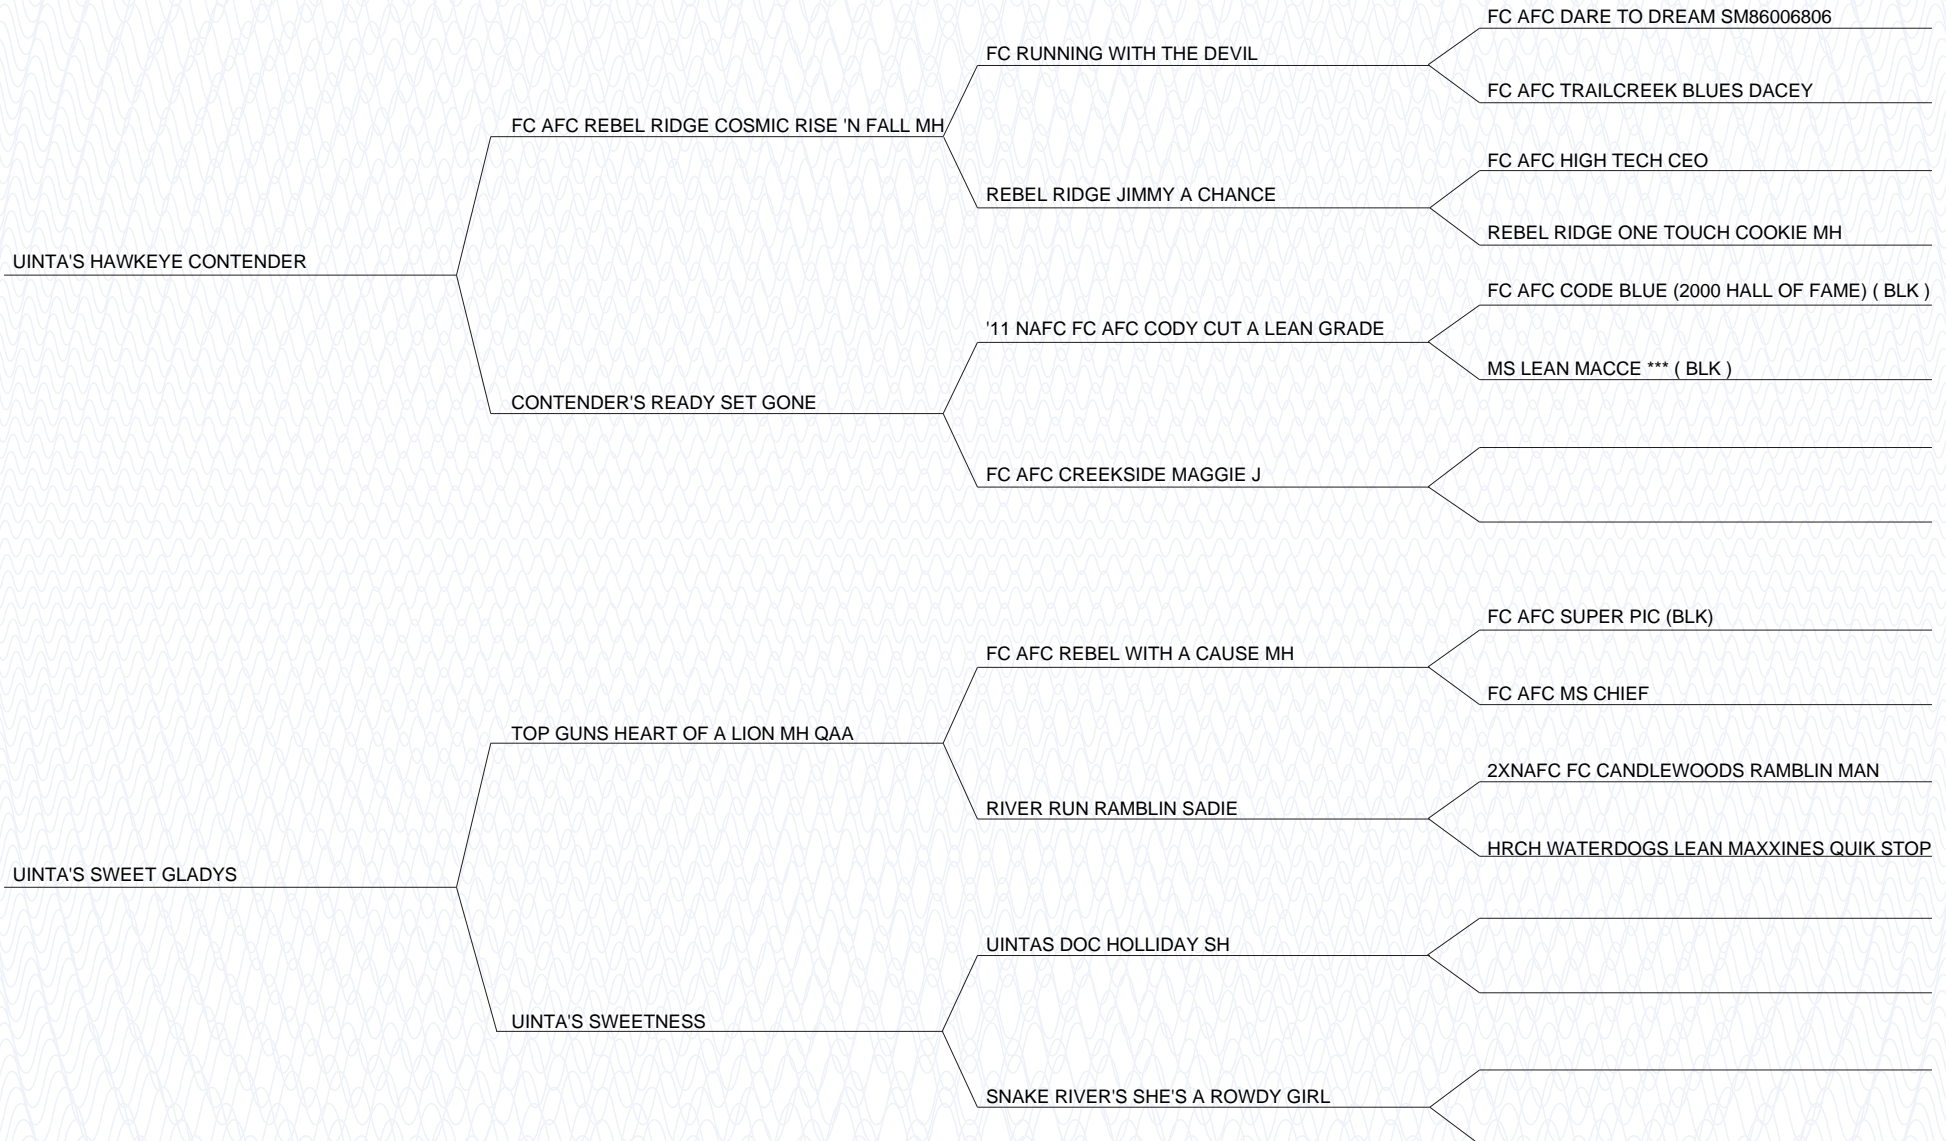 FC AFC DARE TO DREAM SM86006806
FC RUNNING WITH THE DEVIL
FC AFC TRAILCREEK BLUES DACEY
FC AFC REBEL RIDGE COSMIC RISE 'N FALL MH
FC AFC HIGH TECH CEO
REBEL RIDGE JIMMY A CHANCE
REBEL RIDGE ONE TOUCH COOKIE MH
UINTA'S HAWKEYE CONTENDER
FC AFC CODE BLUE (2000 HALL OF FAME) ( BLK )
'11 NAFC FC AFC CODY CUT A LEAN GRADE
MS LEAN MACCE *** ( BLK )
CONTENDER'S READY SET GONE
FC AFC CREEKSIDE MAGGIE J
FC AFC SUPER PIC (BLK)
FC AFC REBEL WITH A CAUSE MH
FC AFC MS CHIEF
TOP GUNS HEART OF A LION MH QAA
2XNAFC FC CANDLEWOODS RAMBLIN MAN
RIVER RUN RAMBLIN SADIE
HRCH WATERDOGS LEAN MAXXINES QUIK STOP
UINTA'S SWEET GLADYS
UINTAS DOC HOLLIDAY SH
UINTA'S SWEETNESS
SNAKE RIVER'S SHE'S A ROWDY GIRL